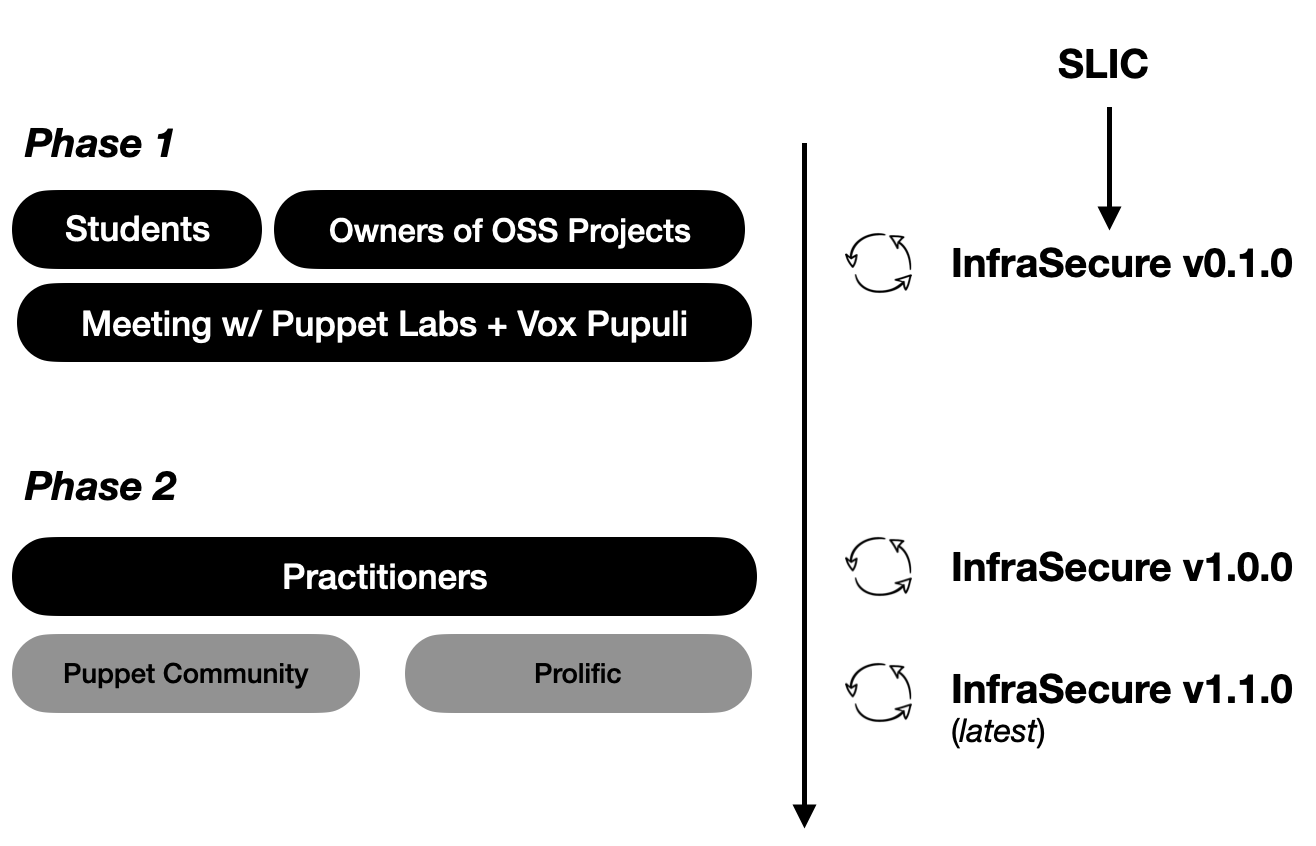 SLIC
Phase 1
Students
Owners of OSS Projects
InfraSecure v0.1.0
Meeting w/ Puppet Labs + Vox Pupuli
Phase 2
Practitioners
InfraSecure v1.0.0
Puppet Community
Prolific
InfraSecure v1.1.0
(latest)